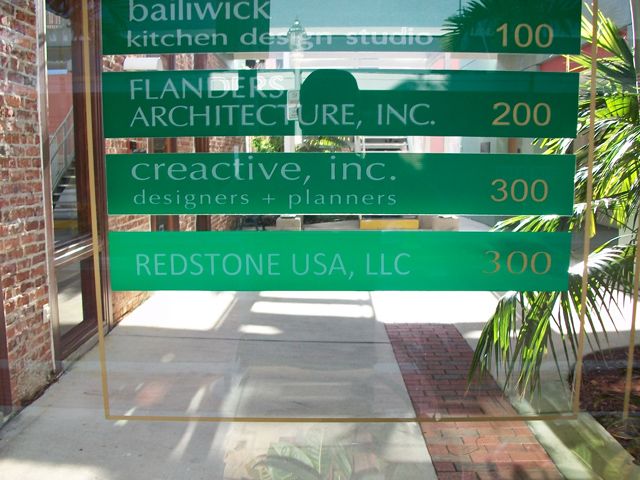 bailiwick
kitchen design studio 100
FLANDERS
ARCHITECTURE, INC. 200
creactive, inc.
designers + planners 300
REDSTONE USA, LLC 300